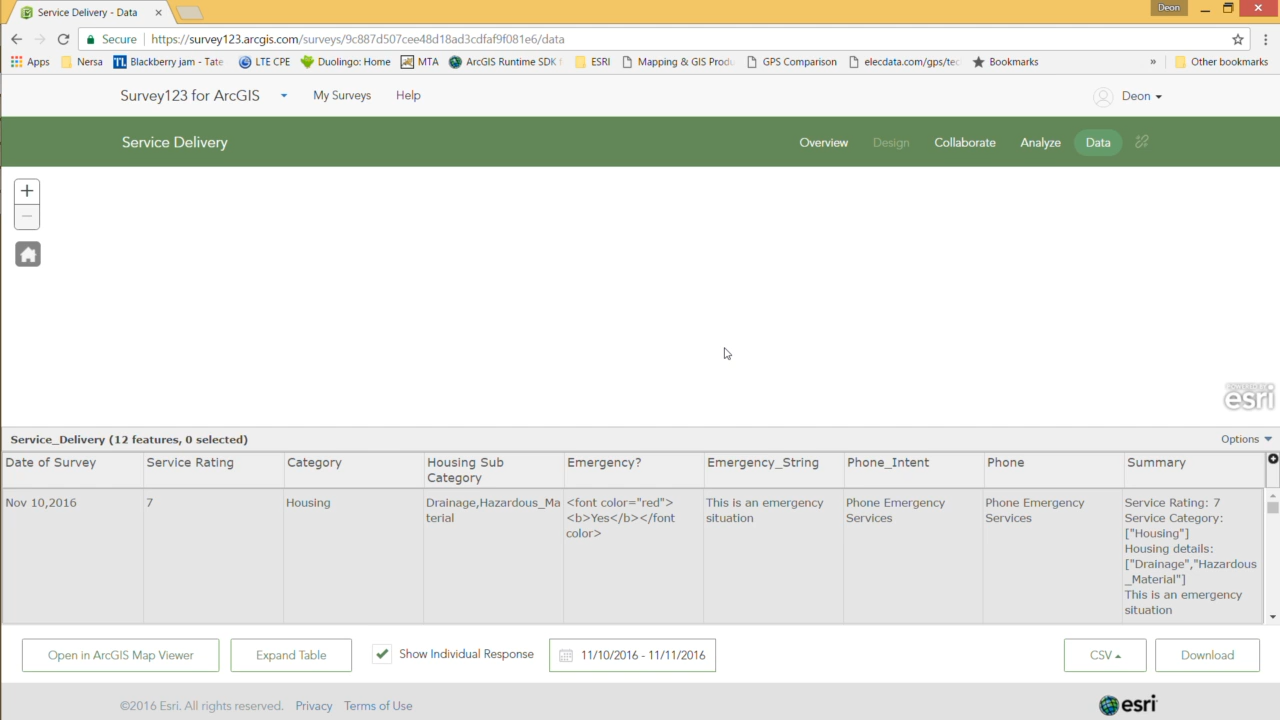 Service Delivery - Data
Deon
Secure
https://survey123.arcgis.com/surveys/9c887d507cee48d18ad3cdfaf9f081e6/data
Apps Nersa Blackberry jam - Tate LTE CPE Duolingo: Home MTA ArcGIS Runtime SDK ESRI Mapping & GIS Produ GPS Comparison elecdata.com/gps/tec Bookmarks » Other bookmarks
Survey123 for ArcGIS My Surveys Help Deon
Service Delivery Overview Design Collaborate Analyze Data
+
−
POWERED BY
esri
Service_Delivery (12 features, 0 selected) Options
Date of Survey
Service Rating
Category
Housing Sub
Category
Emergency?
Emergency_String
Phone_Intent
Phone
Summary
Nov 10,2016
7
Housing
Drainage,Hazardous_Ma
terial
<font color="red">
<b>Yes</b></font
color>
This is an emergency
situation
Phone Emergency
Services
Phone Emergency
Services
Service Rating: 7
Service Category:
["Housing"]
Housing details:
["Drainage","Hazardous
_Material"]
This is an emergency
situation
Open in ArcGIS Map Viewer Expand Table Show Individual Response 11/10/2016 - 11/11/2016 CSV Download
©2016 Esri. All rights reserved. Privacy Terms of Use esri